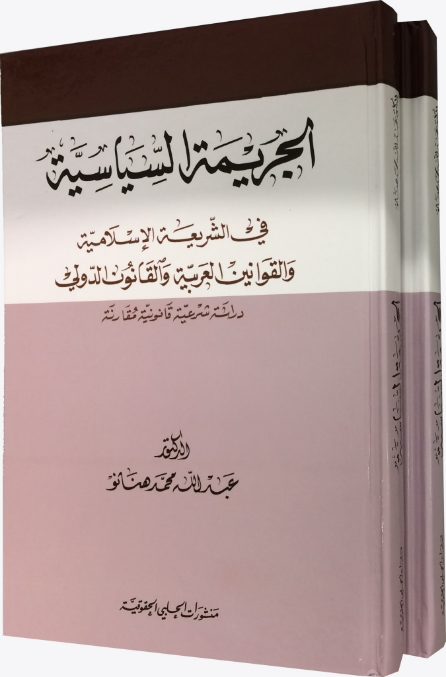 الجريمة السياسية
في الشريعة الإسلامية
والقوانين العربية والقانون الدولي
دراسة شرعية قانونية مقارنة
الدكتور
عبد الله محمد هنانو
منشورات الحلبي الحقوقية